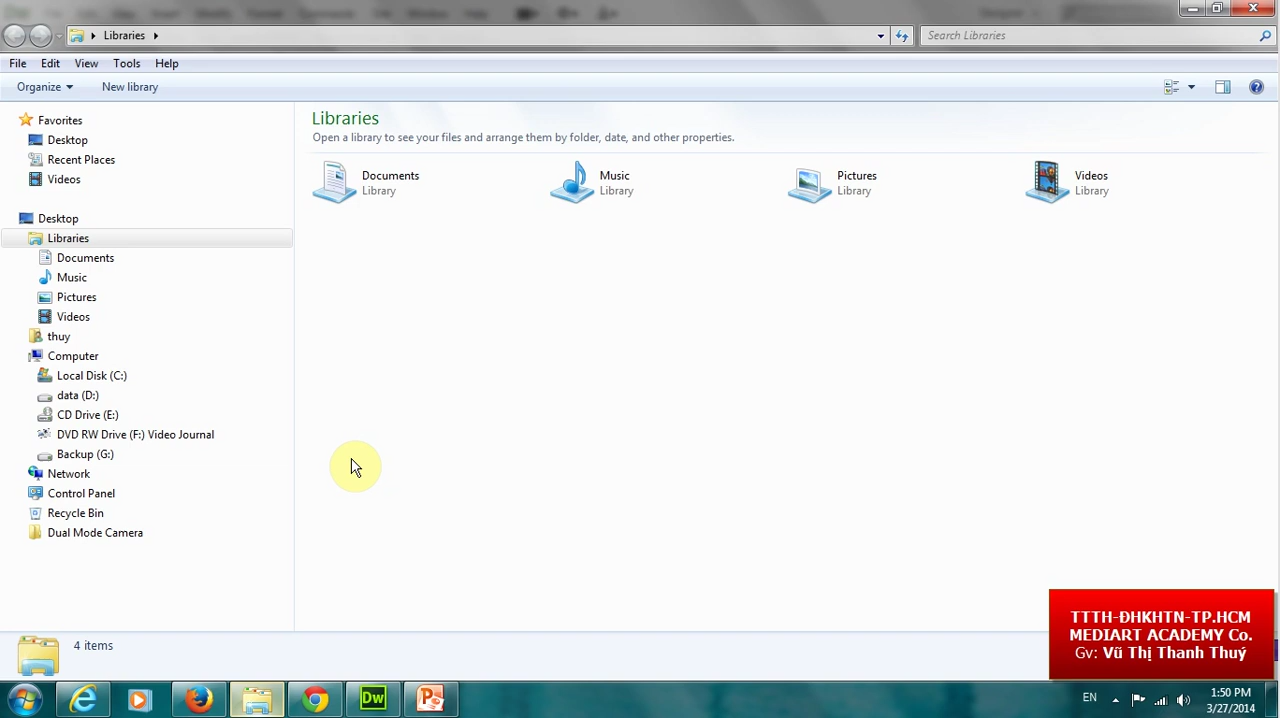 Libraries
Search Libraries
File Edit View Tools Help
Organize New library
Favorites
Desktop
Recent Places
Videos
Desktop
Libraries
Documents
Music
Pictures
Videos
thuy
Computer
Local Disk (C:)
data (D:)
CD Drive (E:)
DVD RW Drive (F:) Video Journal
Backup (G:)
Network
Control Panel
Recycle Bin
Dual Mode Camera
Libraries
Open a library to see your files and arrange them by folder, date, and other properties.
Documents
Library
Music
Library
Pictures
Library
Videos
Library
4 items
TTTH-ĐHKHTN-TP.HCM
MEDIART ACADEMY Co.
Gv: Vũ Thị Thanh Thuý
Dw
EN
1:50 PM
3/27/2014